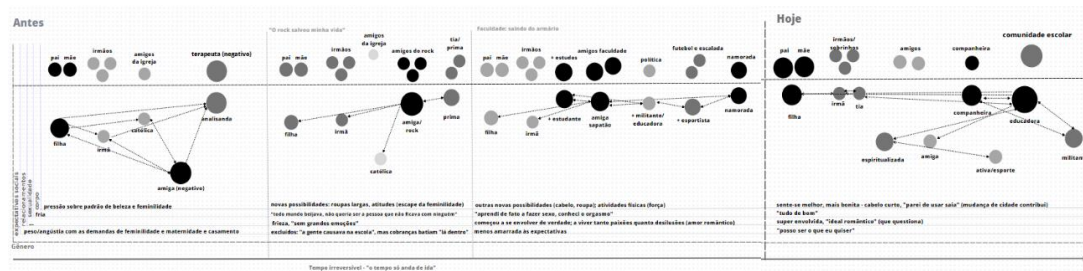 Antes
pai mãe
irmãos
amigos
da igreja
terapeuta (negativo)
filha
irmã
católica
analisanda
amiga (negativo)
expectativas sociais
relacionamentos
sexualidade
corpo
pressão sobre padrão de beleza e feminilidade
fria
peso/angústia com as demandas de feminilidade e maternidade e casamento
Gênero
"O rock salvou minha vida"
pai mãe
irmãos
amigos
da igreja
amigos do rock
tia/
prima
filha
irmã
amiga/
rock
prima
católica
novas possibilidades: roupas largas, atitudes (escape da feminilidade)
"todo mundo beijava, não queria ser a pessoa que não ficava com ninguém"
frieza, "sem grandes emoções"
excluídos: "a gente causava na escola", mas cobranças batiam "lá dentro"
Faculdade: saindo do armário
pai mãe
irmãos
+ estudos
amigos faculdade
política
futebol e escalada
namorada
filha
irmã
+ estudante
amiga
sapatão
+ militante/
educadora
+ esportista
namorada
outras novas possibilidades (cabelo, roupa); atividades físicas (força)
"aprendi de fato a fazer sexo, conheci o orgasmo"
começou a se envolver de verdade; a viver tanto paixões quanto desilusões (amor romântico)
menos amarrada às expectativas
Hoje
pai mãe
irmãos/
sobrinhos
amigos
companheira
comunidade escolar
filha
irmã
tia
companheira
educadora
espiritualizada
amiga
ativa/esporte
militan
sente-se melhor, mais bonita - cabelo curto, "parei de usar saia" (mudança de cidade contribui)
"tudo de bom"
super envolvida, "ideal romântico" (que questiona)
"posso ser o que eu quiser"
Tempo irreversível - "o tempo só anda de ida"